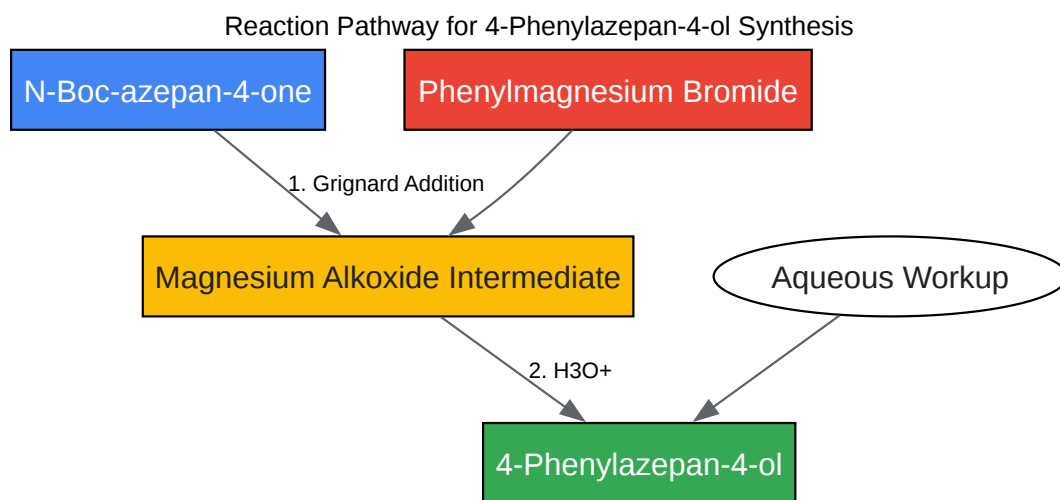 Reaction Pathway for 4-Phenylazepan-4-ol Synthesis
N-Boc-azepan-4-one
Phenylmagnesium Bromide
1. Grignard Addition
Magnesium Alkoxide Intermediate
Aqueous Workup
2. H3O+
4-Phenylazepan-4-ol